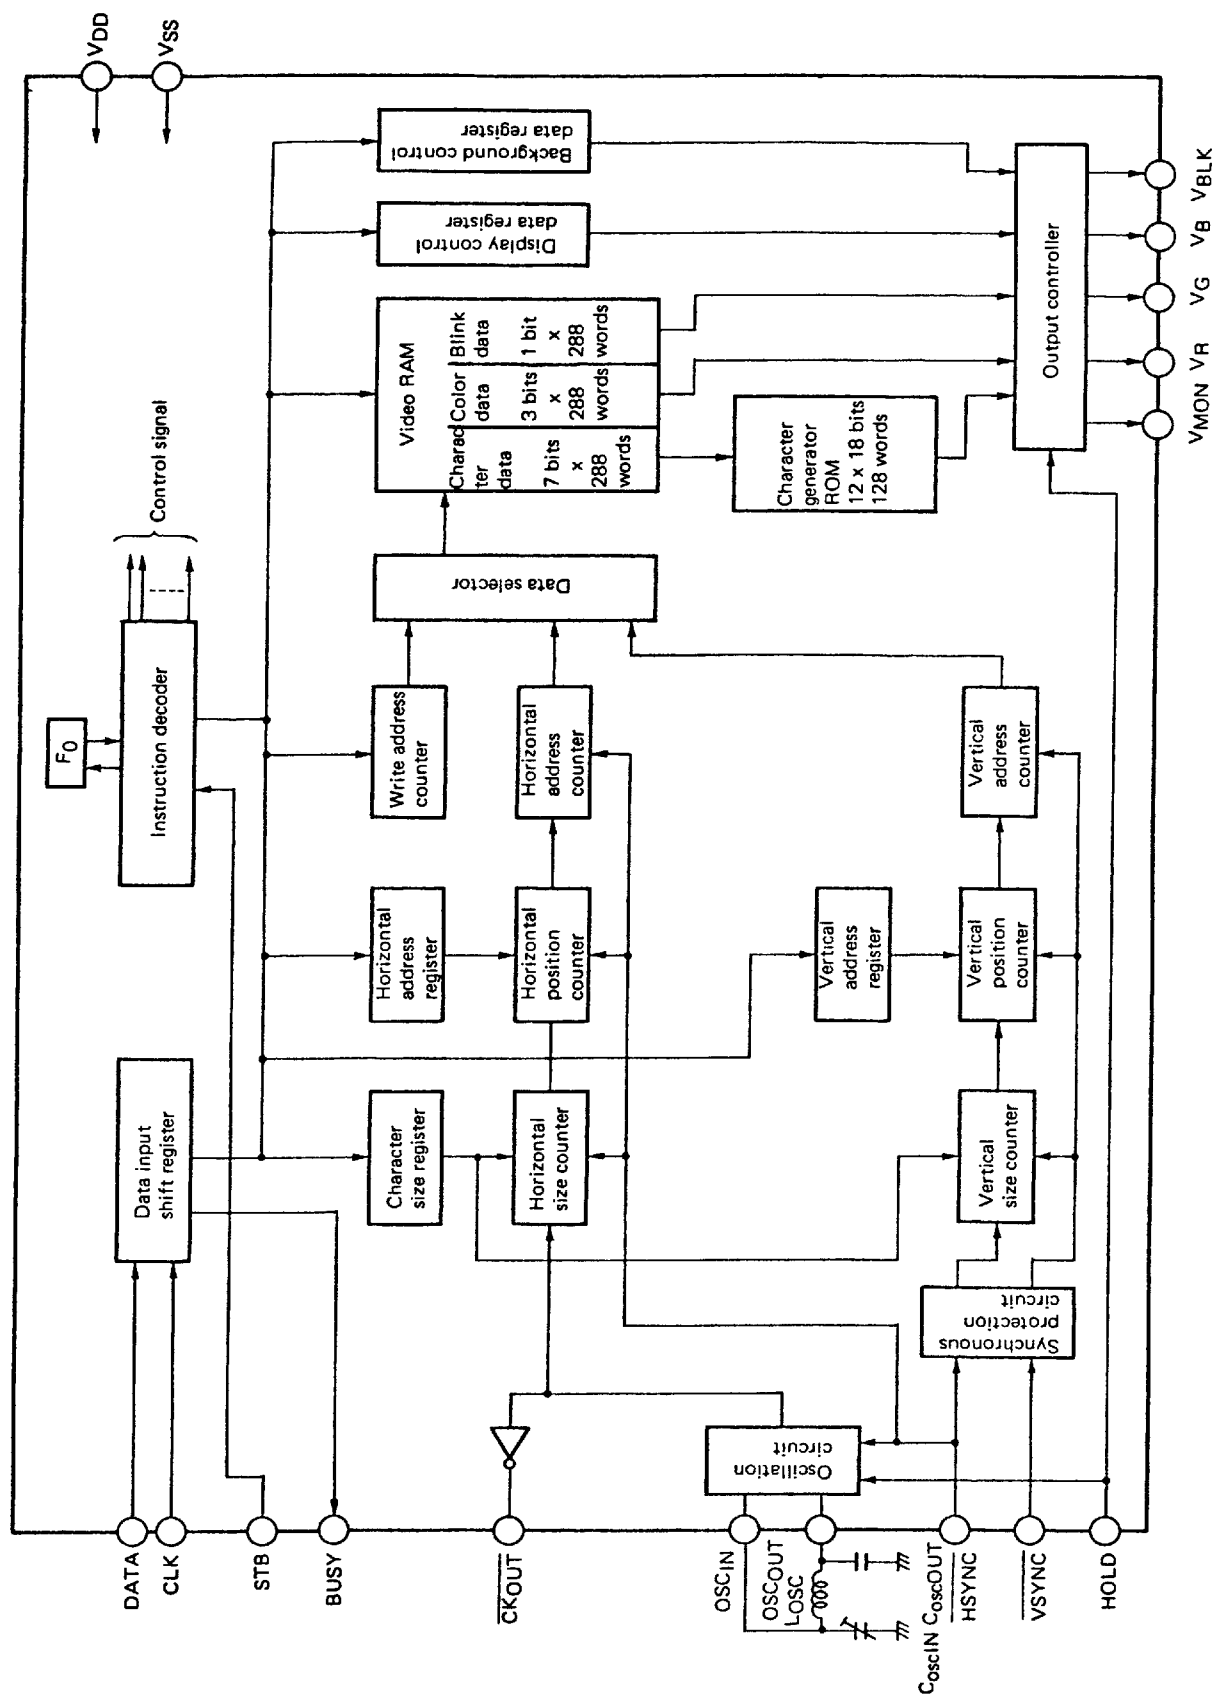 DATA
CLK
STB
BUSY
CKOUT
OSCIN
OSCOUT
LOSC
CoscIN CoscOUT
HSYNC
VSYNC
HOLD
Data input
shift register
Instruction decoder
F0
Control signal
VDD
VSS
Character
size register
Horizontal
address
register
Write address
counter
Horizontal
size counter
Horizontal
position
counter
Horizontal
address
counter
Vertical
address
register
Vertical
size counter
Vertical
position
counter
Vertical
address
counter
Oscillation
circuit
Synchronous
protection
circuit
Data selector
Video RAM
Charac
ter
data
7 bits
x
288
words
Color
data
3 bits
x
288
words
Blink
data
1 bit
x
288
words
Display control
data register
Background control
data register
Character
generator
ROM
12 x 18 bits
128 words
Output controller
VMON
VR
VG
VB
VBLK